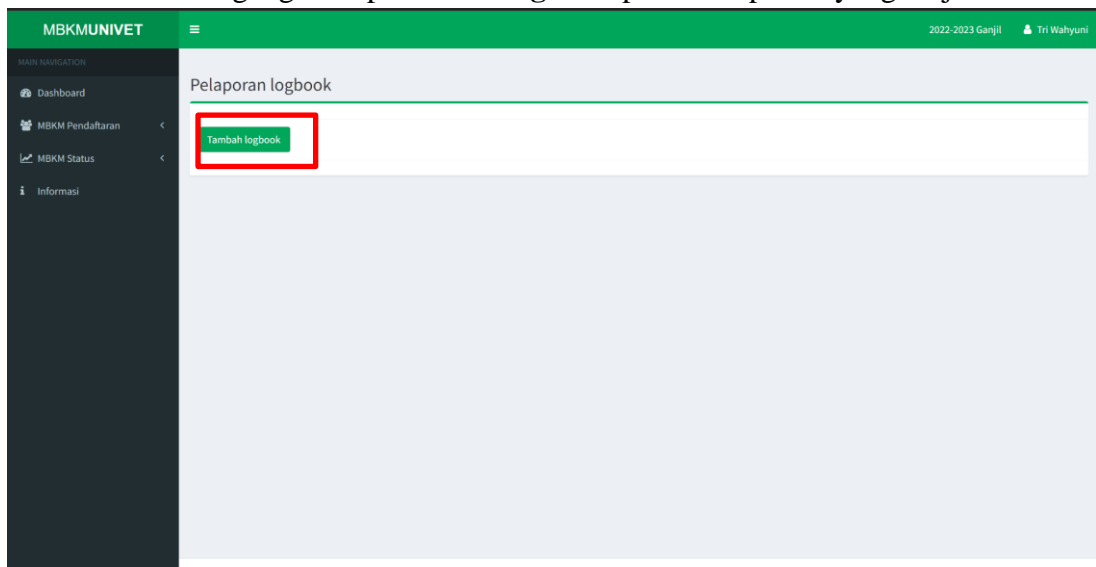 MBKMUNIVET
2022-2023 Ganjil Tri Wahyuni
MAIN NAVIGATION
Dashboard
MBKM Pendaftaran
MBKM Status
Informasi
Pelaporan logbook
Tambah logbook